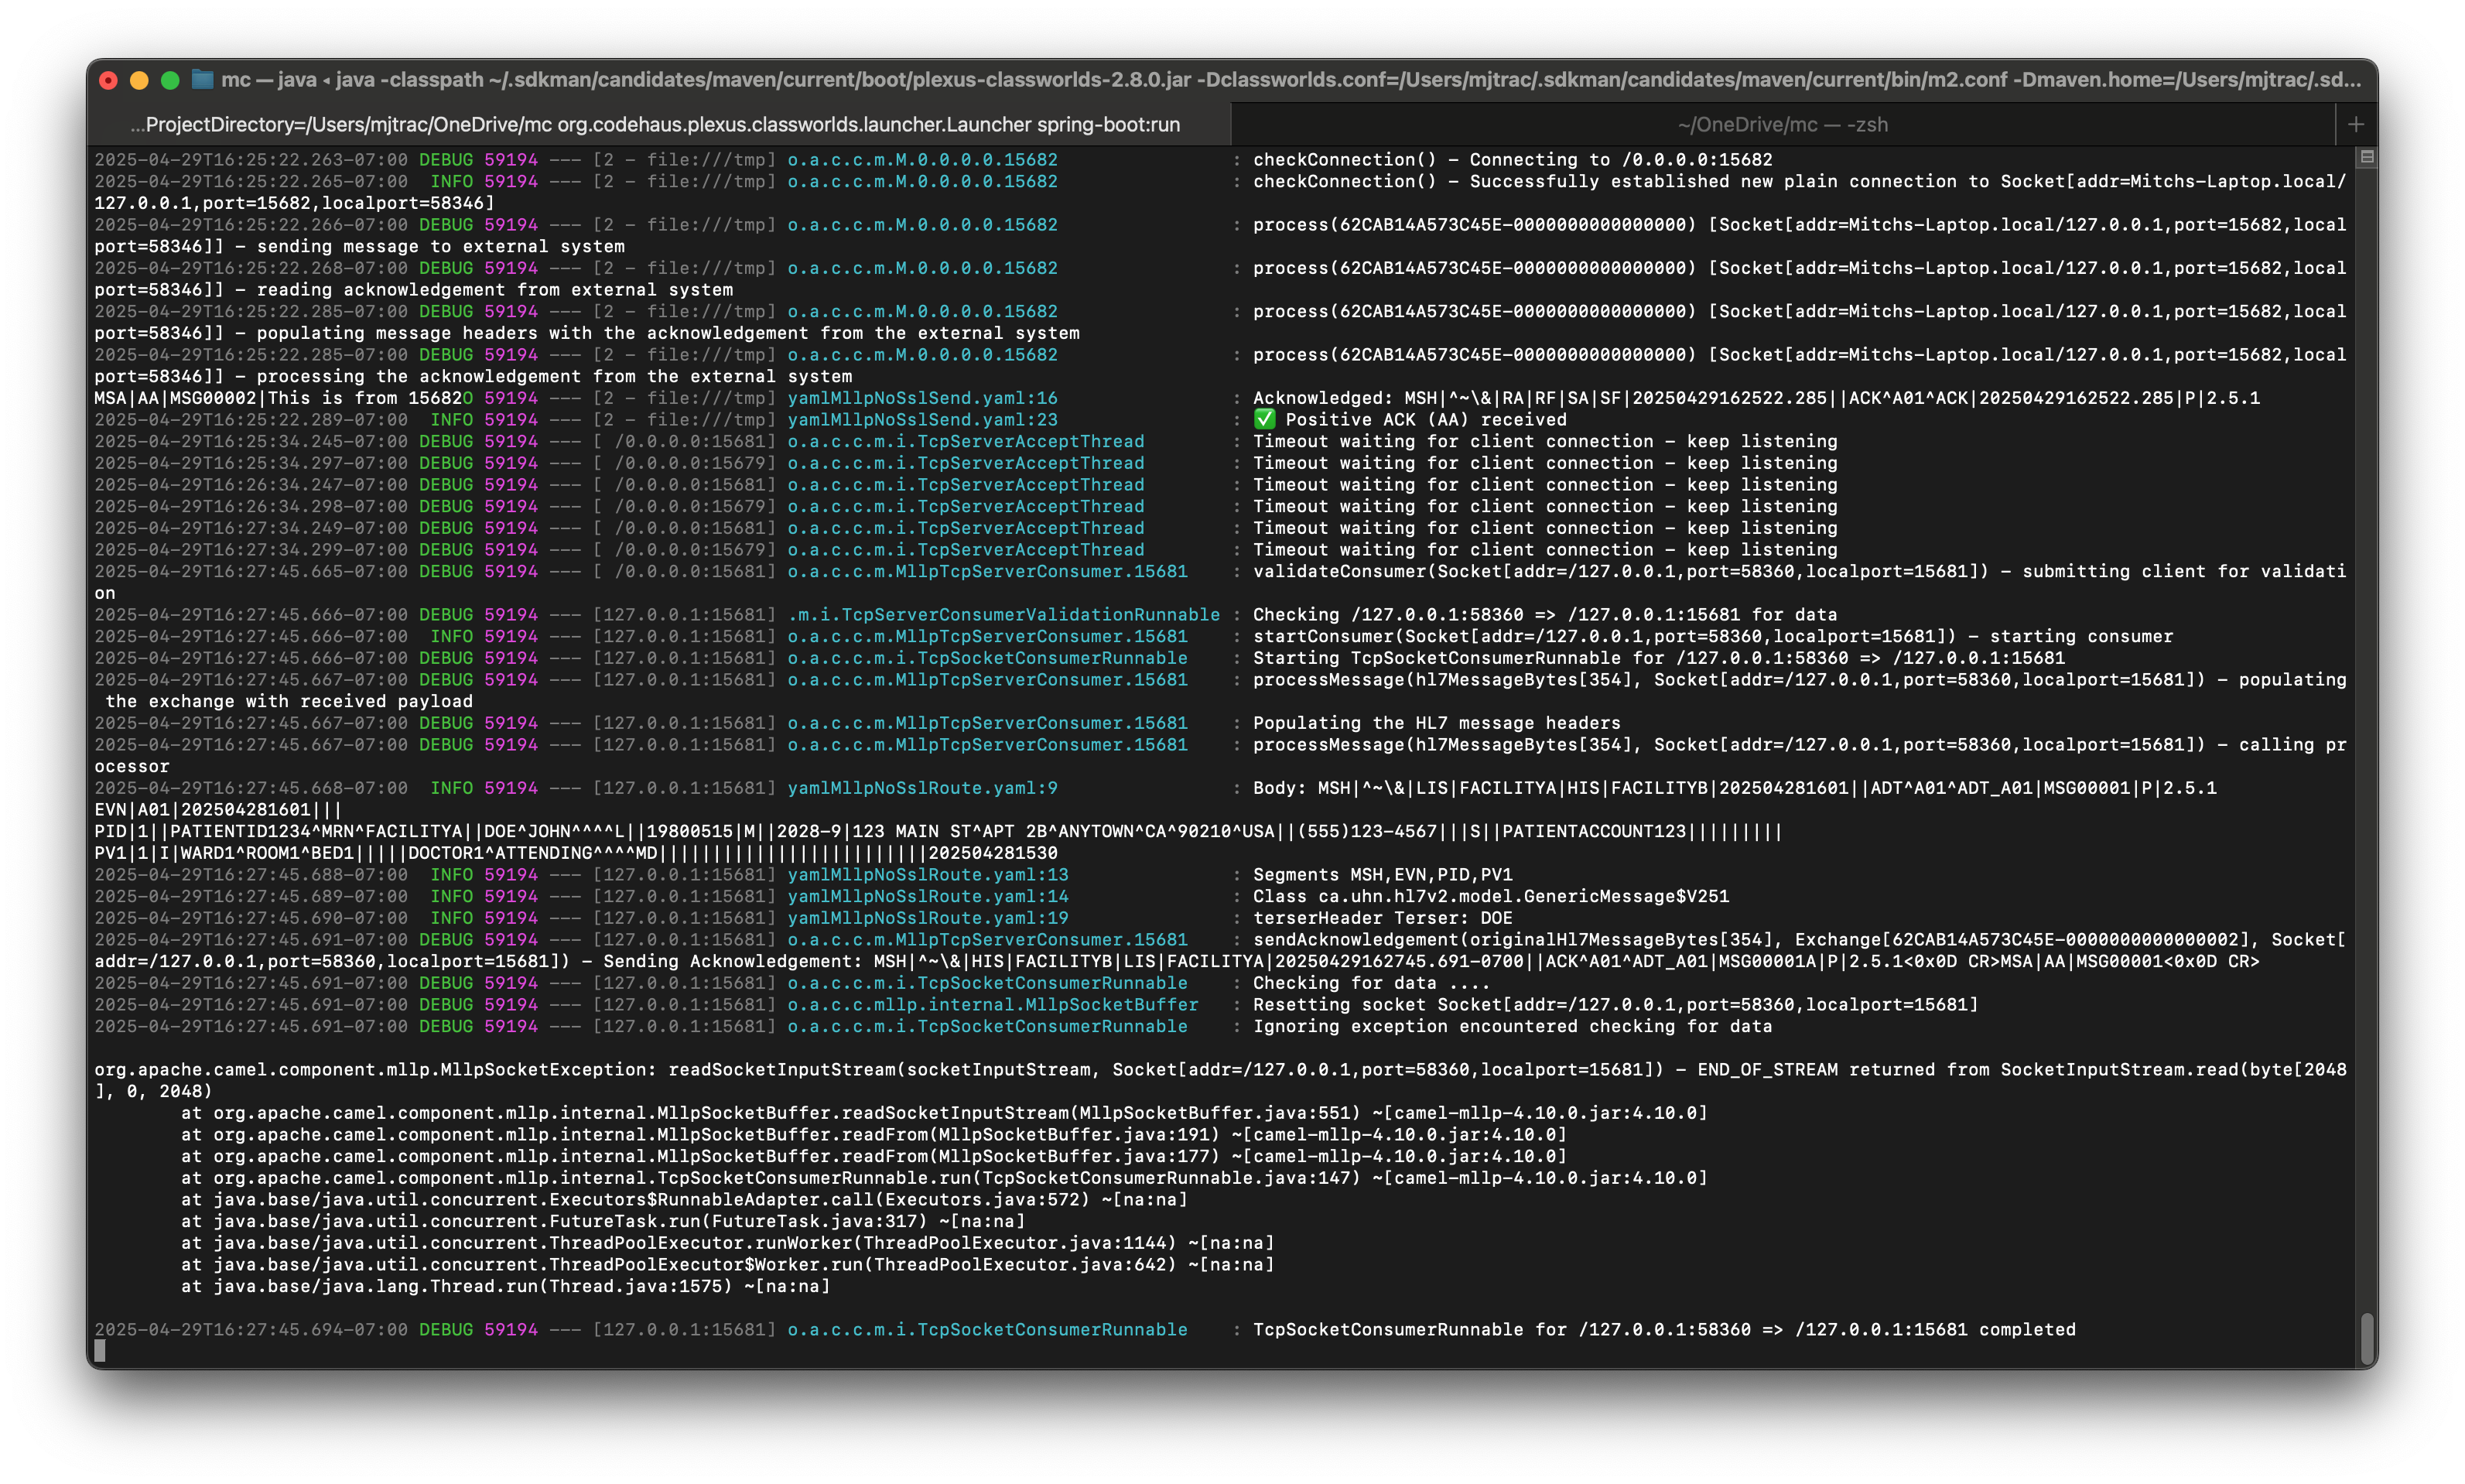 mc — java ◂ java -classpath ~/.sdkman/candidates/maven/current/boot/plexus-classworlds-2.8.0.jar -Dclassworlds.conf=/Users/mjtrac/.sdkman/candidates/maven/current/bin/m2.conf -Dmaven.home=/Users/mjtrac/.sd...
...ProjectDirectory=/Users/mjtrac/OneDrive/mc org.codehaus.plexus.classworlds.launcher.Launcher spring-boot:run
~/OneDrive/mc — -zsh
+
2025-04-29T16:25:22.263-07:00 DEBUG 59194 --- [2 - file:///tmp] o.a.c.c.m.M.0.0.0.0.15682 : checkConnection() - Connecting to /0.0.0.0:15682
2025-04-29T16:25:22.265-07:00 INFO 59194 --- [2 - file:///tmp] o.a.c.c.m.M.0.0.0.0.15682 : checkConnection() - Successfully established new plain connection to Socket[addr=Mitchs-Laptop.local/
127.0.0.1,port=15682,localport=58346]
2025-04-29T16:25:22.266-07:00 DEBUG 59194 --- [2 - file:///tmp] o.a.c.c.m.M.0.0.0.0.15682 : process(62CAB14A573C45E-0000000000000000) [Socket[addr=Mitchs-Laptop.local/127.0.0.1,port=15682,local
port=58346]] - sending message to external system
2025-04-29T16:25:22.268-07:00 DEBUG 59194 --- [2 - file:///tmp] o.a.c.c.m.M.0.0.0.0.15682 : process(62CAB14A573C45E-0000000000000000) [Socket[addr=Mitchs-Laptop.local/127.0.0.1,port=15682,local
port=58346]] - reading acknowledgement from external system
2025-04-29T16:25:22.285-07:00 DEBUG 59194 --- [2 - file:///tmp] o.a.c.c.m.M.0.0.0.0.15682 : process(62CAB14A573C45E-0000000000000000) [Socket[addr=Mitchs-Laptop.local/127.0.0.1,port=15682,local
port=58346]] - populating message headers with the acknowledgement from the external system
2025-04-29T16:25:22.285-07:00 DEBUG 59194 --- [2 - file:///tmp] o.a.c.c.m.M.0.0.0.0.15682 : process(62CAB14A573C45E-0000000000000000) [Socket[addr=Mitchs-Laptop.local/127.0.0.1,port=15682,local
port=58346]] - processing the acknowledgement from the external system
MSA|AA|MSG00002|This is from 15682O 59194 --- [2 - file:///tmp] yamlMllpNoSslSend.yaml:16 : Acknowledged: MSH|^~\&|RA|RF|SA|SF|20250429162522.285||ACK^A01^ACK|20250429162522.285|P|2.5.1
2025-04-29T16:25:22.289-07:00 INFO 59194 --- [2 - file:///tmp] yamlMllpNoSslSend.yaml:23 : ✅ Positive ACK (AA) received
2025-04-29T16:25:34.245-07:00 DEBUG 59194 --- [ /0.0.0.0:15681] o.a.c.m.i.TcpServerAcceptThread : Timeout waiting for client connection - keep listening
2025-04-29T16:25:34.297-07:00 DEBUG 59194 --- [ /0.0.0.0:15679] o.a.c.m.i.TcpServerAcceptThread : Timeout waiting for client connection - keep listening
2025-04-29T16:26:34.247-07:00 DEBUG 59194 --- [ /0.0.0.0:15681] o.a.c.m.i.TcpServerAcceptThread : Timeout waiting for client connection - keep listening
2025-04-29T16:26:34.298-07:00 DEBUG 59194 --- [ /0.0.0.0:15679] o.a.c.m.i.TcpServerAcceptThread : Timeout waiting for client connection - keep listening
2025-04-29T16:27:34.249-07:00 DEBUG 59194 --- [ /0.0.0.0:15681] o.a.c.m.i.TcpServerAcceptThread : Timeout waiting for client connection - keep listening
2025-04-29T16:27:34.299-07:00 DEBUG 59194 --- [ /0.0.0.0:15679] o.a.c.m.i.TcpServerAcceptThread : Timeout waiting for client connection - keep listening
2025-04-29T16:27:45.665-07:00 DEBUG 59194 --- [ /0.0.0.0:15681] o.a.c.m.MllpTcpServerConsumer.15681 : validateConsumer(Socket[addr=/127.0.0.1,port=58360,localport=15681]) - submitting client for validati
on
2025-04-29T16:27:45.666-07:00 DEBUG 59194 --- [127.0.0.1:15681] .m.i.TcpServerConsumerValidationRunnable : Checking /127.0.0.1:58360 => /127.0.0.1:15681 for data
2025-04-29T16:27:45.666-07:00 INFO 59194 --- [127.0.0.1:15681] o.a.c.c.m.MllpTcpServerConsumer.15681 : startConsumer(Socket[addr=/127.0.0.1,port=58360,localport=15681]) - starting consumer
2025-04-29T16:27:45.666-07:00 DEBUG 59194 --- [127.0.0.1:15681] o.a.c.c.m.i.TcpSocketConsumerRunnable : Starting TcpSocketConsumerRunnable for /127.0.0.1:58360 => /127.0.0.1:15681
2025-04-29T16:27:45.667-07:00 DEBUG 59194 --- [127.0.0.1:15681] o.a.c.c.m.MllpTcpServerConsumer.15681 : processMessage(hl7MessageBytes[354], Socket[addr=/127.0.0.1,port=58360,localport=15681]) - populating
the exchange with received payload
2025-04-29T16:27:45.667-07:00 DEBUG 59194 --- [127.0.0.1:15681] o.a.c.c.m.MllpTcpServerConsumer.15681 : Populating the HL7 message headers
2025-04-29T16:27:45.667-07:00 DEBUG 59194 --- [127.0.0.1:15681] o.a.c.c.m.MllpTcpServerConsumer.15681 : processMessage(hl7MessageBytes[354], Socket[addr=/127.0.0.1,port=58360,localport=15681]) - calling pr
ocessor
2025-04-29T16:27:45.668-07:00 INFO 59194 --- [127.0.0.1:15681] yamlMllpNoSslRoute.yaml:9 : Body: MSH|^~\&|LIS|FACILITYA|HIS|FACILITYB|202504281601||ADT^A01^ADT_A01|MSG00001|P|2.5.1
EVN|A01|202504281601|||
PID|1||PATIENTID1234^MRN^FACILITYA||DOE^JOHN^^^^L||19800515|M||2028-9|123 MAIN ST^APT 2B^ANYTOWN^CA^90210^USA||(555)123-4567|||S||PATIENTACCOUNT123|||||||||
PV1|1|I|WARD1^ROOM1^BED1|||||DOCTOR1^ATTENDING^^^^MD|||||||||||||||||||||||||202504281530
2025-04-29T16:27:45.688-07:00 INFO 59194 --- [127.0.0.1:15681] yamlMllpNoSslRoute.yaml:13 : Segments MSH,EVN,PID,PV1
2025-04-29T16:27:45.689-07:00 INFO 59194 --- [127.0.0.1:15681] yamlMllpNoSslRoute.yaml:14 : Class ca.uhn.hl7v2.model.GenericMessage$V251
2025-04-29T16:27:45.690-07:00 INFO 59194 --- [127.0.0.1:15681] yamlMllpNoSslRoute.yaml:19 : terserHeader Terser: DOE
2025-04-29T16:27:45.691-07:00 DEBUG 59194 --- [127.0.0.1:15681] o.a.c.c.m.MllpTcpServerConsumer.15681 : sendAcknowledgement(originalHl7MessageBytes[354], Exchange[62CAB14A573C45E-0000000000000002], Socket[
addr=/127.0.0.1,port=58360,localport=15681]) - Sending Acknowledgement: MSH|^~\&|HIS|FACILITYB|LIS|FACILITYA|20250429162745.691-0700||ACK^A01^ADT_A01|MSG00001A|P|2.5.1<0x0D CR>MSA|AA|MSG00001<0x0D CR>
2025-04-29T16:27:45.691-07:00 DEBUG 59194 --- [127.0.0.1:15681] o.a.c.c.m.i.TcpSocketConsumerRunnable : Checking for data ....
2025-04-29T16:27:45.691-07:00 DEBUG 59194 --- [127.0.0.1:15681] o.a.c.c.mllp.internal.MllpSocketBuffer : Resetting socket Socket[addr=/127.0.0.1,port=58360,localport=15681]
2025-04-29T16:27:45.691-07:00 DEBUG 59194 --- [127.0.0.1:15681] o.a.c.c.m.i.TcpSocketConsumerRunnable : Ignoring exception encountered checking for data
org.apache.camel.component.mllp.MllpSocketException: readSocketInputStream(socketInputStream, Socket[addr=/127.0.0.1,port=58360,localport=15681]) - END_OF_STREAM returned from SocketInputStream.read(byte[2048
], 0, 2048)
at org.apache.camel.component.mllp.internal.MllpSocketBuffer.readSocketInputStream(MllpSocketBuffer.java:551) ~[camel-mllp-4.10.0.jar:4.10.0]
at org.apache.camel.component.mllp.internal.MllpSocketBuffer.readFrom(MllpSocketBuffer.java:191) ~[camel-mllp-4.10.0.jar:4.10.0]
at org.apache.camel.component.mllp.internal.MllpSocketBuffer.readFrom(MllpSocketBuffer.java:177) ~[camel-mllp-4.10.0.jar:4.10.0]
at org.apache.camel.component.mllp.internal.TcpSocketConsumerRunnable.run(TcpSocketConsumerRunnable.java:147) ~[camel-mllp-4.10.0.jar:4.10.0]
at java.base/java.util.concurrent.Executors$RunnableAdapter.call(Executors.java:572) ~[na:na]
at java.base/java.util.concurrent.FutureTask.run(FutureTask.java:317) ~[na:na]
at java.base/java.util.concurrent.ThreadPoolExecutor.runWorker(ThreadPoolExecutor.java:1144) ~[na:na]
at java.base/java.util.concurrent.ThreadPoolExecutor$Worker.run(ThreadPoolExecutor.java:642) ~[na:na]
at java.base/java.lang.Thread.run(Thread.java:1575) ~[na:na]
2025-04-29T16:27:45.694-07:00 DEBUG 59194 --- [127.0.0.1:15681] o.a.c.c.m.i.TcpSocketConsumerRunnable : TcpSocketConsumerRunnable for /127.0.0.1:58360 => /127.0.0.1:15681 completed